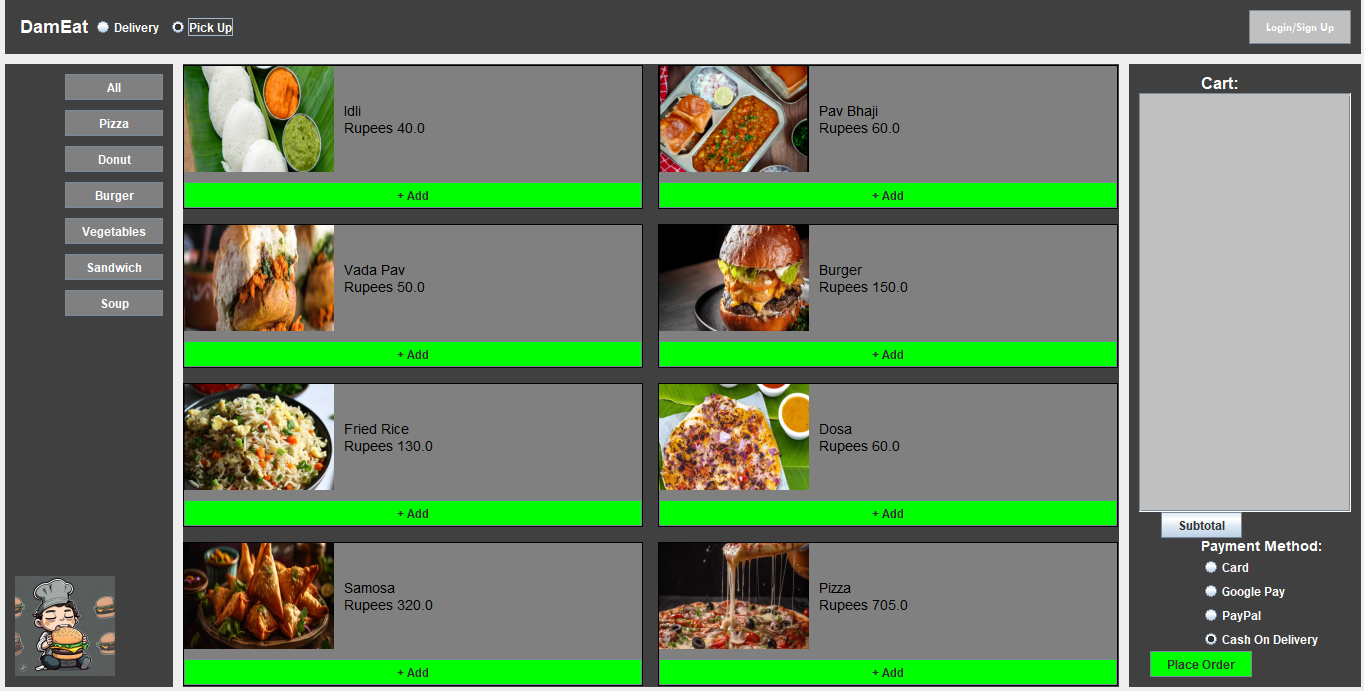 DamEat Delivery Pick Up Login/Sign Up
All
Pizza
Donut
Burger
Vegetables
Sandwich
Soup
Idli
Rupees 40.0
+ Add
Pav Bhaji
Rupees 60.0
+ Add
Vada Pav
Rupees 50.0
+ Add
Burger
Rupees 150.0
+ Add
Fried Rice
Rupees 130.0
+ Add
Dosa
Rupees 60.0
+ Add
Samosa
Rupees 320.0
+ Add
Pizza
Rupees 705.0
+ Add
Cart:
Subtotal
Payment Method:
Card
Google Pay
PayPal
Cash On Delivery
Place Order